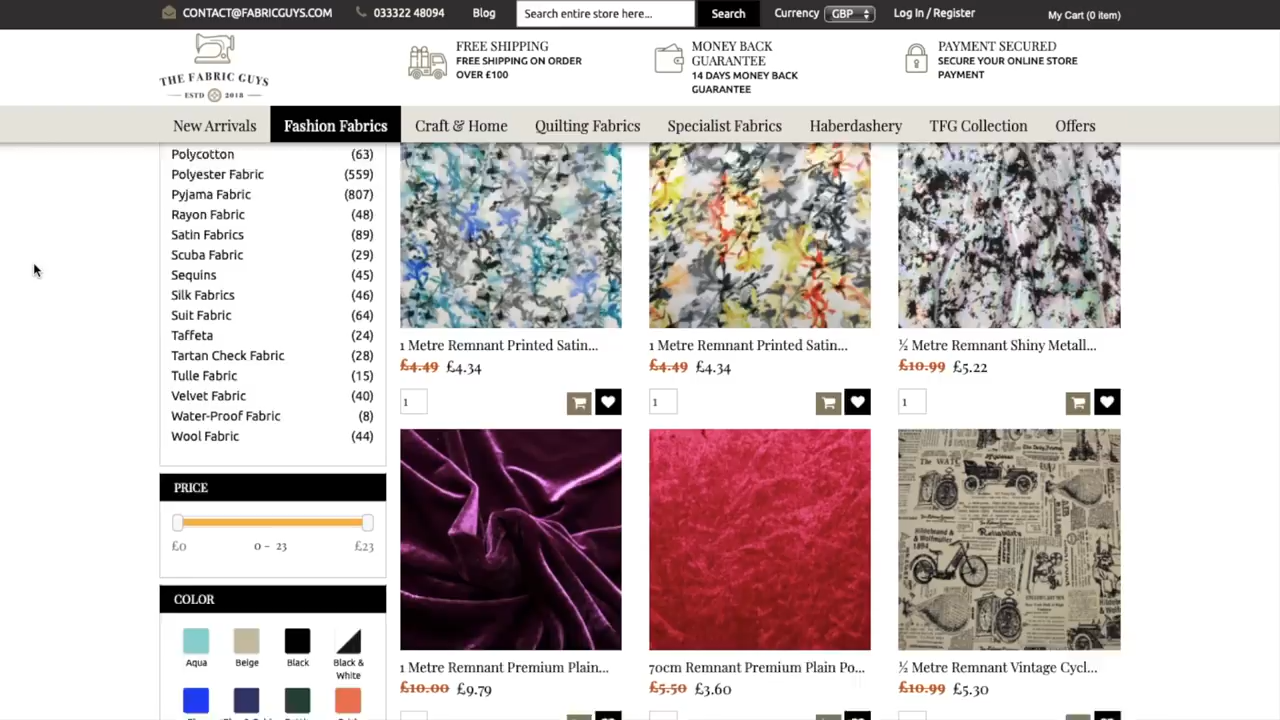 CONTACT@FABRICGUYS.COM
033322 48094
Blog
Search entire store here...
Search
Currency
GBP
Log In / Register
My Cart (0 item)
THE FABRIC GUYS
ESTD 2018
FREE SHIPPING
FREE SHIPPING ON ORDER
OVER £100
MONEY BACK
GUARANTEE
14 DAYS MONEY BACK
GUARANTEE
PAYMENT SECURED
SECURE YOUR ONLINE STORE
PAYMENT
New Arrivals
Fashion Fabrics
Craft & Home
Quilting Fabrics
Specialist Fabrics
Haberdashery
TFG Collection
Offers
Polycotton (63)
Polyester Fabric (559)
Pyjama Fabric (807)
Rayon Fabric (48)
Satin Fabrics (89)
Scuba Fabric (29)
Sequins (45)
Silk Fabrics (46)
Suit Fabric (64)
Taffeta (24)
Tartan Check Fabric (28)
Tulle Fabric (15)
Velvet Fabric (40)
Water-Proof Fabric (8)
Wool Fabric (44)
PRICE
£0
0 - 23
£23
COLOR
Aqua
Beige
Black
Black &
White
1 Metre Remnant Printed Satin...
£4.49 £4.34
1
1 Metre Remnant Printed Satin...
£4.49 £4.34
1
½ Metre Remnant Shiny Metall...
£10.99 £5.22
1
1 Metre Remnant Premium Plain...
£10.00 £9.79
70cm Remnant Premium Plain Po...
£5.50 £3.60
½ Metre Remnant Vintage Cycl...
£10.99 £5.30